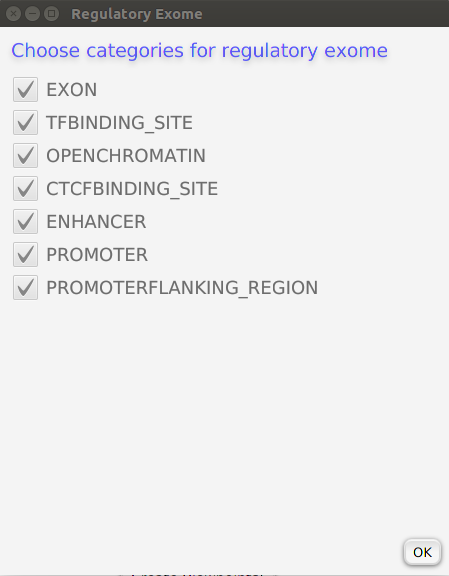 Regulatory Exome
Choose categories for regulatory exome
EXON
TFBINDING_SITE
OPENCHROMATIN
CTCFBINDING_SITE
ENHANCER
PROMOTER
PROMOTERFLANKING_REGION
OK